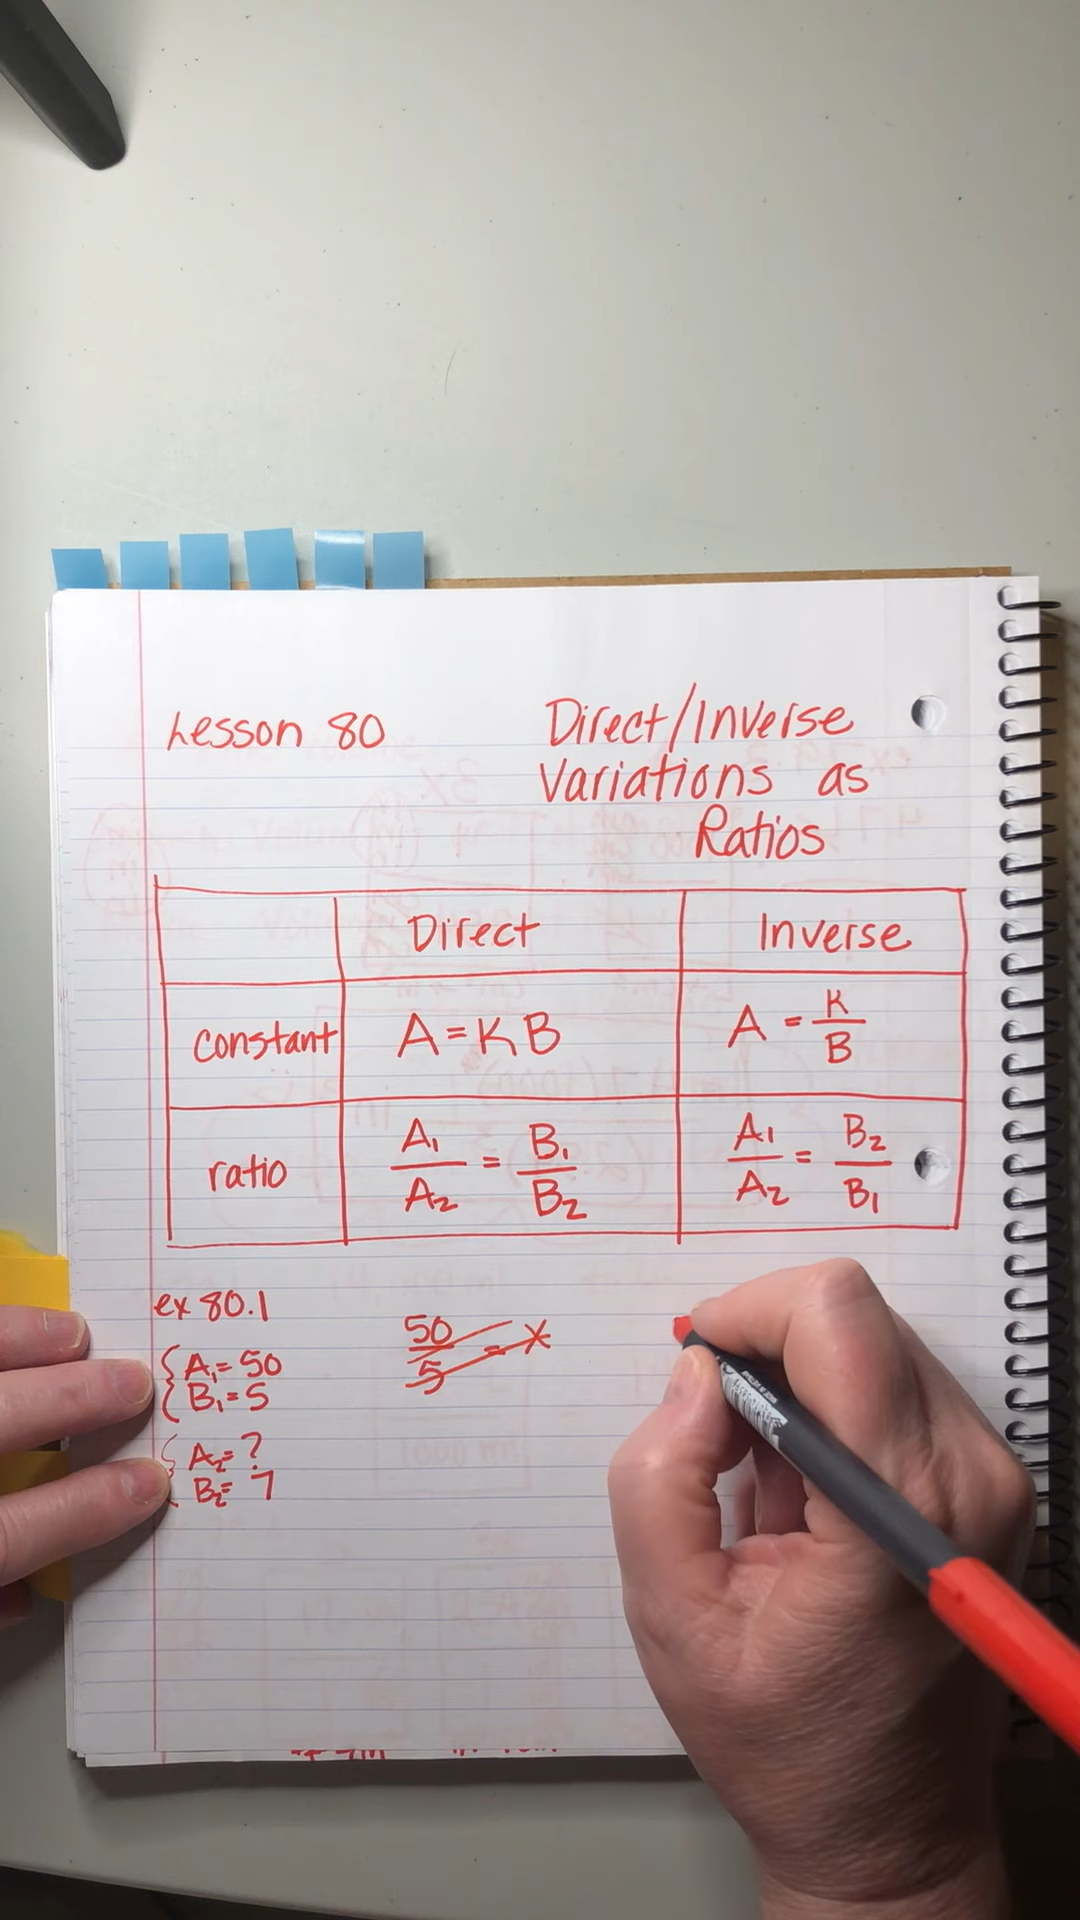 Lesson 80
Direct/Inverse
Variations as
Ratios
Direct Inverse
constant A = KB A = K/B
ratio A₁/A₂ = B₁/B₂ A₁/A₂ = B₂/B₁
ex 80.1
A₁ = 50
B₁ = 5
A₂ = ?
B₂ = 7
50/5 = x